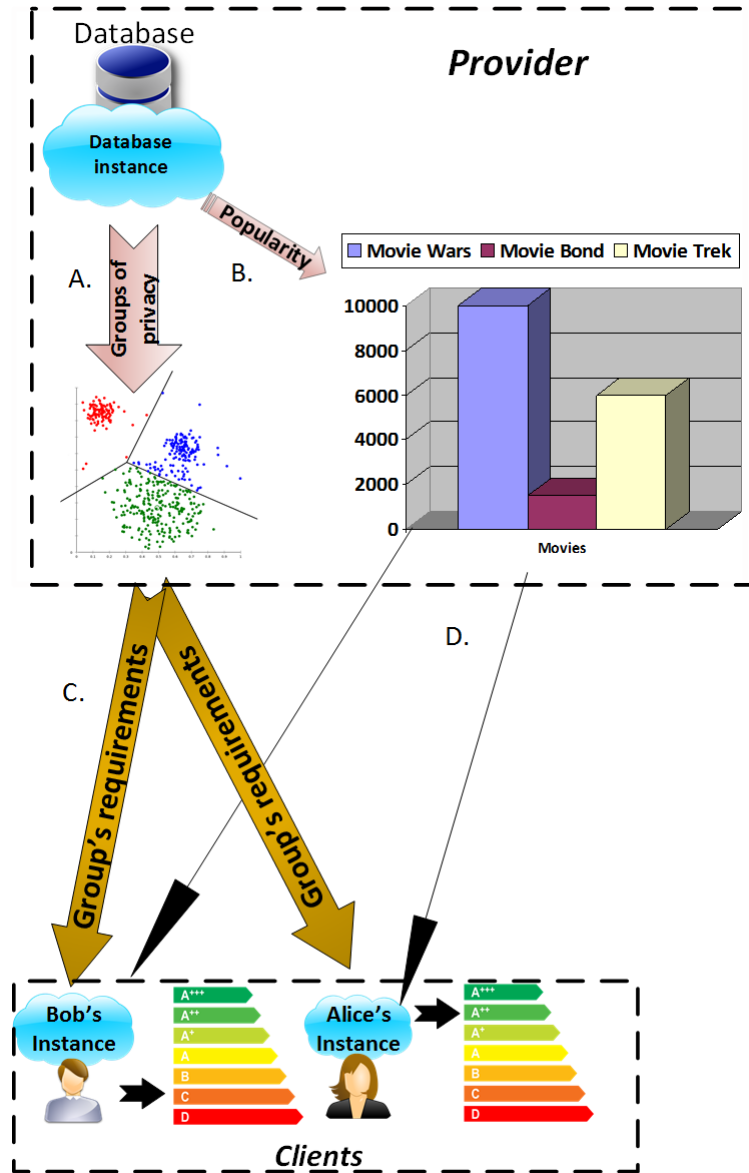 Database
Provider
Database
instance
A.
Groups of
privacy
B.
Popularity
Movie Wars
Movie Bond
Movie Trek
10000
8000
6000
4000
2000
0
Movies
C.
Group's requirements
Group's requirements
D.
Bob's
Instance
A+++
A++
A+
A
B
C
D
Alice's
Instance
A+++
A++
A+
A
B
C
D
Clients